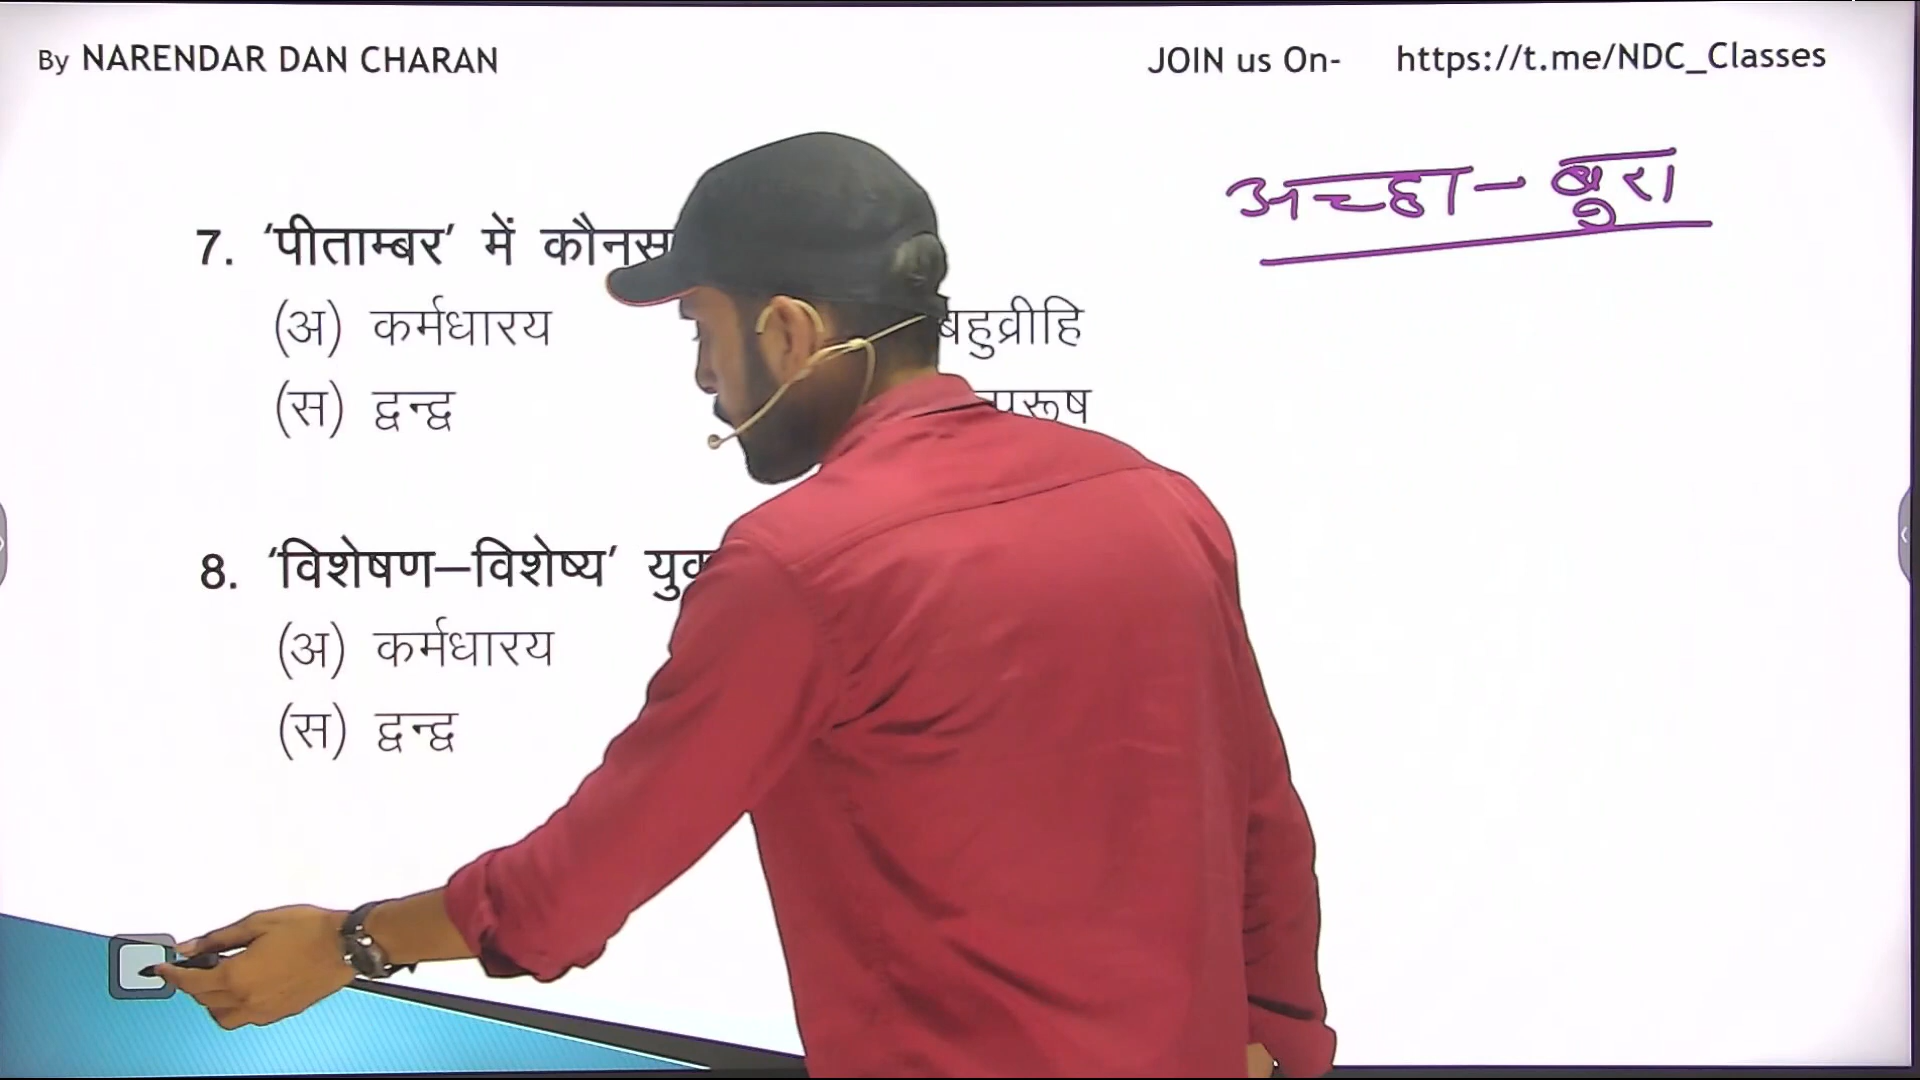 By NARENDAR DAN CHARAN
JOIN us On- https://t.me/NDC_Classes
अच्छा - बुरा
7. 'पीताम्बर' में
(अ) कर्मधारय बहुव्रीहि
(स) द्वन्द्व
8. 'विशेषण–विशेष्य'
(अ) कर्मधारय
(स) द्वन्द्व